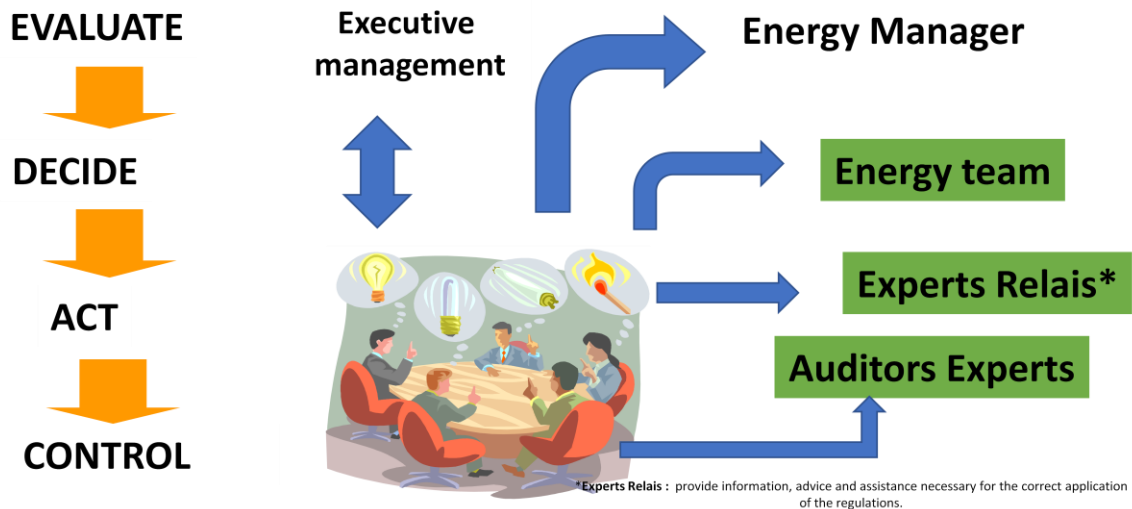 EVALUATE
DECIDE
ACT
CONTROL
Executive
management
Energy Manager
Energy team
Experts Relais*
Auditors Experts
*Experts Relais : provide information, advice and assistance necessary for the correct application
of the regulations.